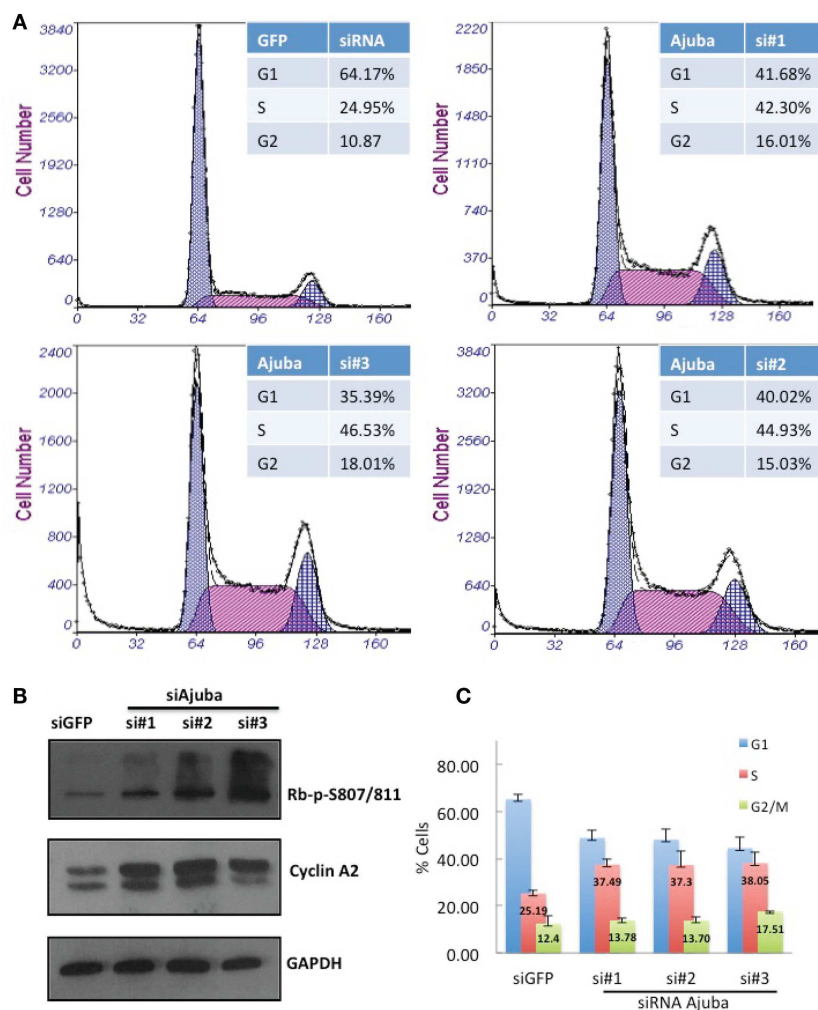 A
GFP siRNA
G1 64.17%
S 24.95%
G2 10.87
Cell Number
3840
3200
2560
1920
1280
640
0
0 32 64 96 128 160
Ajuba si#1
G1 41.68%
S 42.30%
G2 16.01%
Cell Number
2220
1850
1480
1110
740
370
0
0 32 64 96 128 160
Ajuba si#3
G1 35.39%
S 46.53%
G2 18.01%
Cell Number
2400
2000
1600
1200
800
400
0
0 32 64 96 128 160
Ajuba si#2
G1 40.02%
S 44.93%
G2 15.03%
Cell Number
3840
3200
2560
1920
1280
640
0
0 32 64 96 128 160
B
siAjuba
siGFP si#1 si#2 si#3
Rb-p-S807/811
Cyclin A2
GAPDH
C
G1
S
G2/M
% Cells
80.00
60.00
40.00
20.00
0.00
25.19 12.4 37.49 13.78 37.3 13.70 38.05 17.51
siGFP si#1 si#2 si#3
siRNA Ajuba